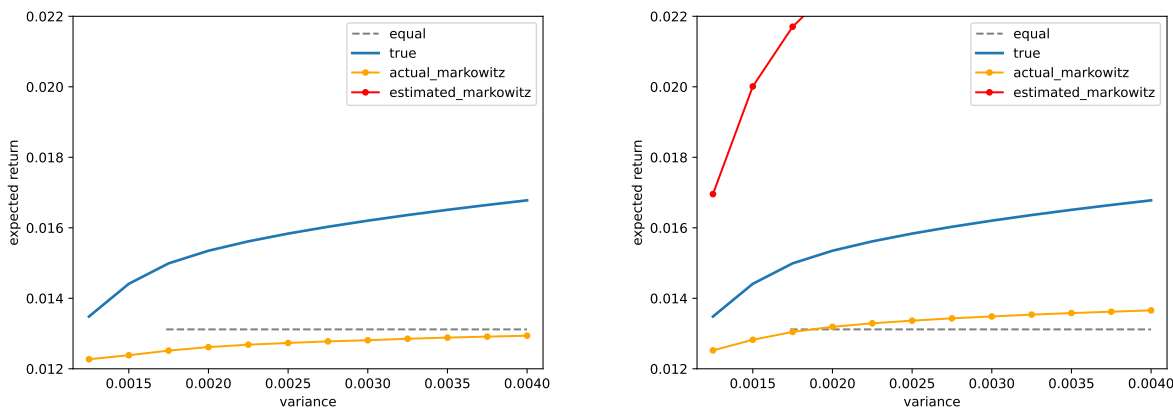 0.022
0.020
0.018
0.016
0.014
0.012
expected return
0.0015
0.0020
0.0025
0.0030
0.0035
0.0040
variance
equal
true
actual_markowitz
estimated_markowitz
0.022
0.020
0.018
0.016
0.014
0.012
expected return
0.0015
0.0020
0.0025
0.0030
0.0035
0.0040
variance
equal
true
actual_markowitz
estimated_markowitz